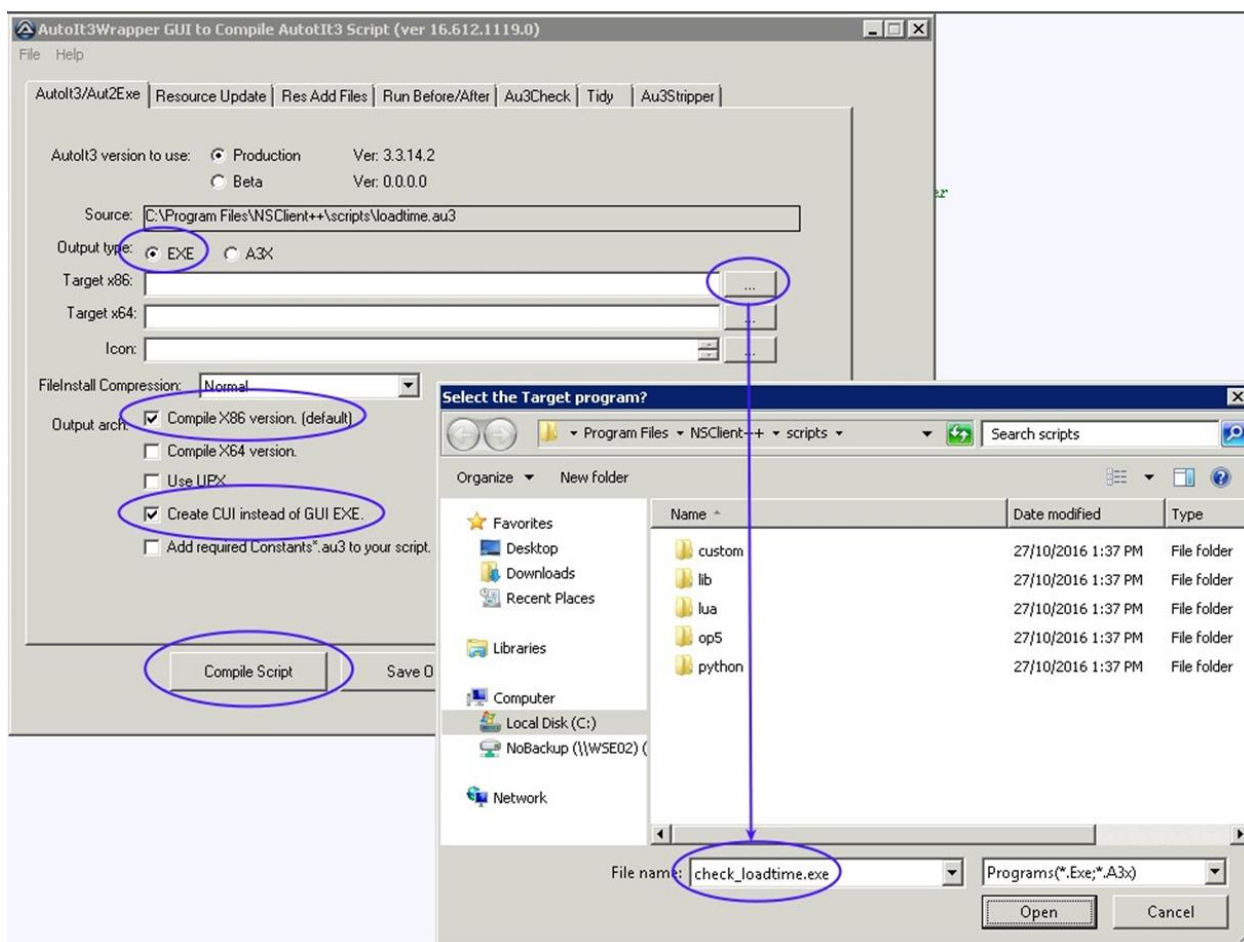 AutoIt3Wrapper GUI to Compile AutotIt3 Script (ver 16.612.1119.0)
File Help
AutoIt3/Aut2Exe Resource Update Res Add Files Run Before/After Au3Check Tidy Au3Stripper
AutoIt3 version to use: Production Ver: 3.3.14.2
Beta Ver: 0.0.0.0
er
Source: C:\Program Files\NSClient++\scripts\loadtime.au3
Output type: EXE A3X
Target x86: ...
Target x64: ...
Icon: ...
FileInstall Compression: Normal
Output arch: Compile X86 version. (default)
Compile X64 version.
Use UPX
Create CUI instead of GUI EXE.
Add required Constants*.au3 to your script.
Compile Script Save O
Select the Target program?
Program Files NSClient++ scripts Search scripts
Organize New folder
Favorites
Desktop
Downloads
Recent Places
Libraries
Computer
Local Disk (C:)
NoBackup (\\WSE02) (
Network
Name Date modified Type
custom 27/10/2016 1:37 PM File folder
lib 27/10/2016 1:37 PM File folder
lua 27/10/2016 1:37 PM File folder
op5 27/10/2016 1:37 PM File folder
python 27/10/2016 1:37 PM File folder
File name: check_loadtime.exe Programs(*.Exe;*.A3x)
Open Cancel